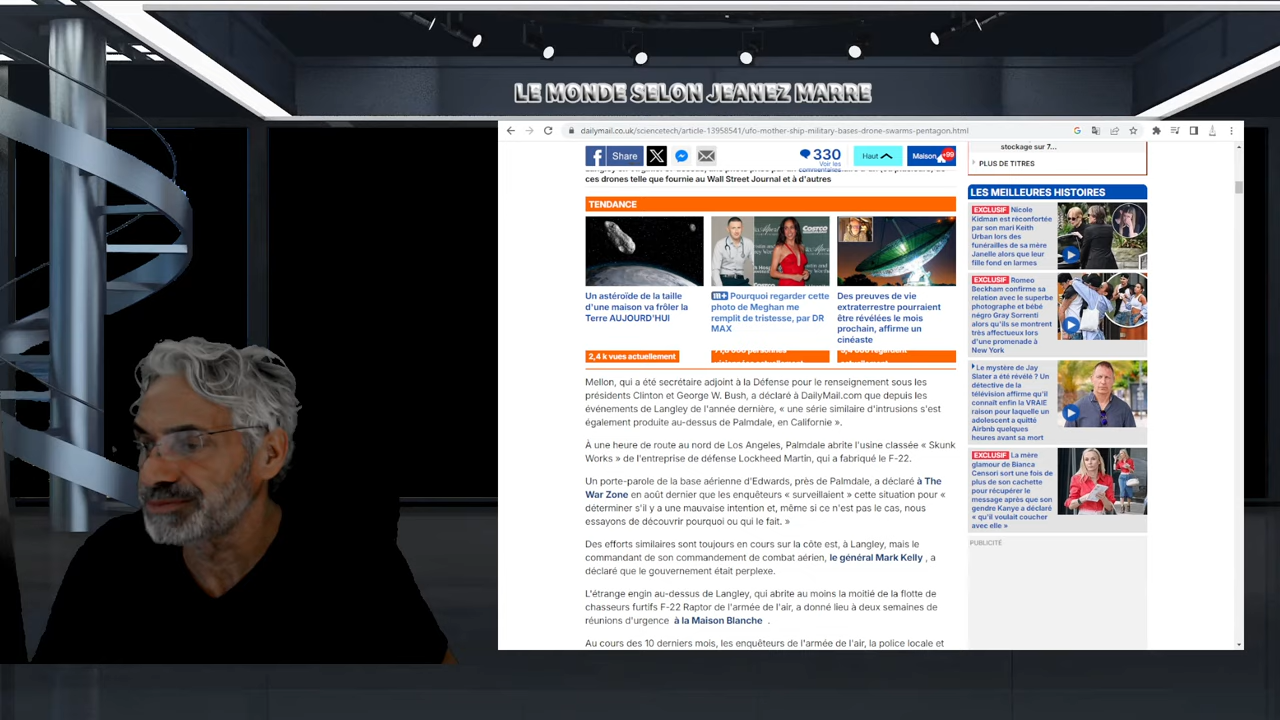 LE MONDE SELON JEANEZ MARRE
dailymail.co.uk/sciencetech/article-13958541/ufo-mother-ship-military-bases-drone-swarms-pentagon.html
Share
330
Voir les
Haut
Maison
+99
ces drones telle que fournie au Wall Street Journal et à d'autres
TENDANCE
Un astéroïde de la taille
d'une maison va frôler la
Terre AUJOURD'HUI
2,4 k vues actuellement
Pourquoi regarder cette
photo de Meghan me
remplit de tristesse, par DR
MAX
Des preuves de vie
extraterrestre pourraient
être révélées le mois
prochain, affirme un
cinéaste
Mellon, qui a été secrétaire adjoint à la Défense pour le renseignement sous les
présidents Clinton et George W. Bush, a déclaré à DailyMail.com que depuis les
événements de Langley de l'année dernière, « une série similaire d'intrusions s'est
également produite au-dessus de Palmdale, en Californie ».
À une heure de route au nord de Los Angeles, Palmdale abrite l'usine classée « Skunk
Works » de l'entreprise de défense Lockheed Martin, qui a fabriqué le F-22.
Un porte-parole de la base aérienne d'Edwards, près de Palmdale, a déclaré à The
War Zone en août dernier que les enquêteurs « surveillaient » cette situation pour «
déterminer s'il y a une mauvaise intention et, même si ce n'est pas le cas, nous
essayons de découvrir pourquoi ou qui le fait. »
Des efforts similaires sont toujours en cours sur la côte est, à Langley, mais le
commandant de son commandement de combat aérien, le général Mark Kelly , a
déclaré que le gouvernement était perplexe.
L'étrange engin au-dessus de Langley, qui abrite au moins la moitié de la flotte de
chasseurs furtifs F-22 Raptor de l'armée de l'air, a donné lieu à deux semaines de
réunions d'urgence à la Maison Blanche .
Au cours des 10 derniers mois, les enquêteurs de l'armée de l'air, la police locale et
stockage sur 7...
PLUS DE TITRES
LES MEILLEURES HISTOIRES
EXCLUSIF Nicole
Kidman est réconfortée
par son mari Keith
Urban lors des
funérailles de sa mère
Janelle alors que leur
fille fond en larmes
EXCLUSIF Romeo
Beckham confirme sa
relation avec le superbe
photographe et bébé
négro Gray Sorrenti
alors qu'ils se montrent
très affectueux lors
d'une promenade à
New York
Le mystère de Jay
Slater a été révélé ? Un
détective de la
télévision affirme qu'il
connaît enfin la VRAIE
raison pour laquelle un
adolescent a quitté
Airbnb quelques
heures avant sa mort
EXCLUSIF La mère
glamour de Bianca
Censori sort une fois de
plus de son cachette
pour récupérer le
message après que son
gendre Kanye a déclaré
« qu'il voulait coucher
avec elle »
PUBLICITÉ